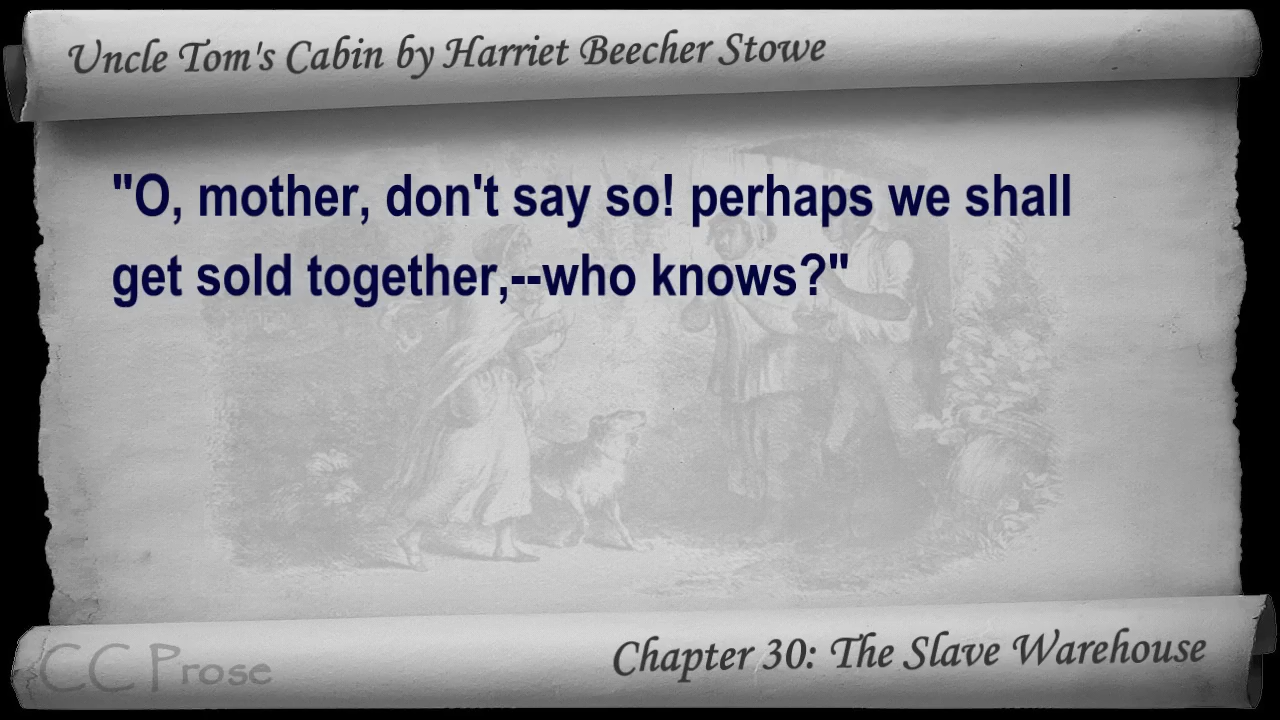 Uncle Tom's Cabin by Harriet Beecher Stowe
"O, mother, don't say so! perhaps we shall
get sold together,--who knows?"
CC Prose
Chapter 30: The Slave Warehouse